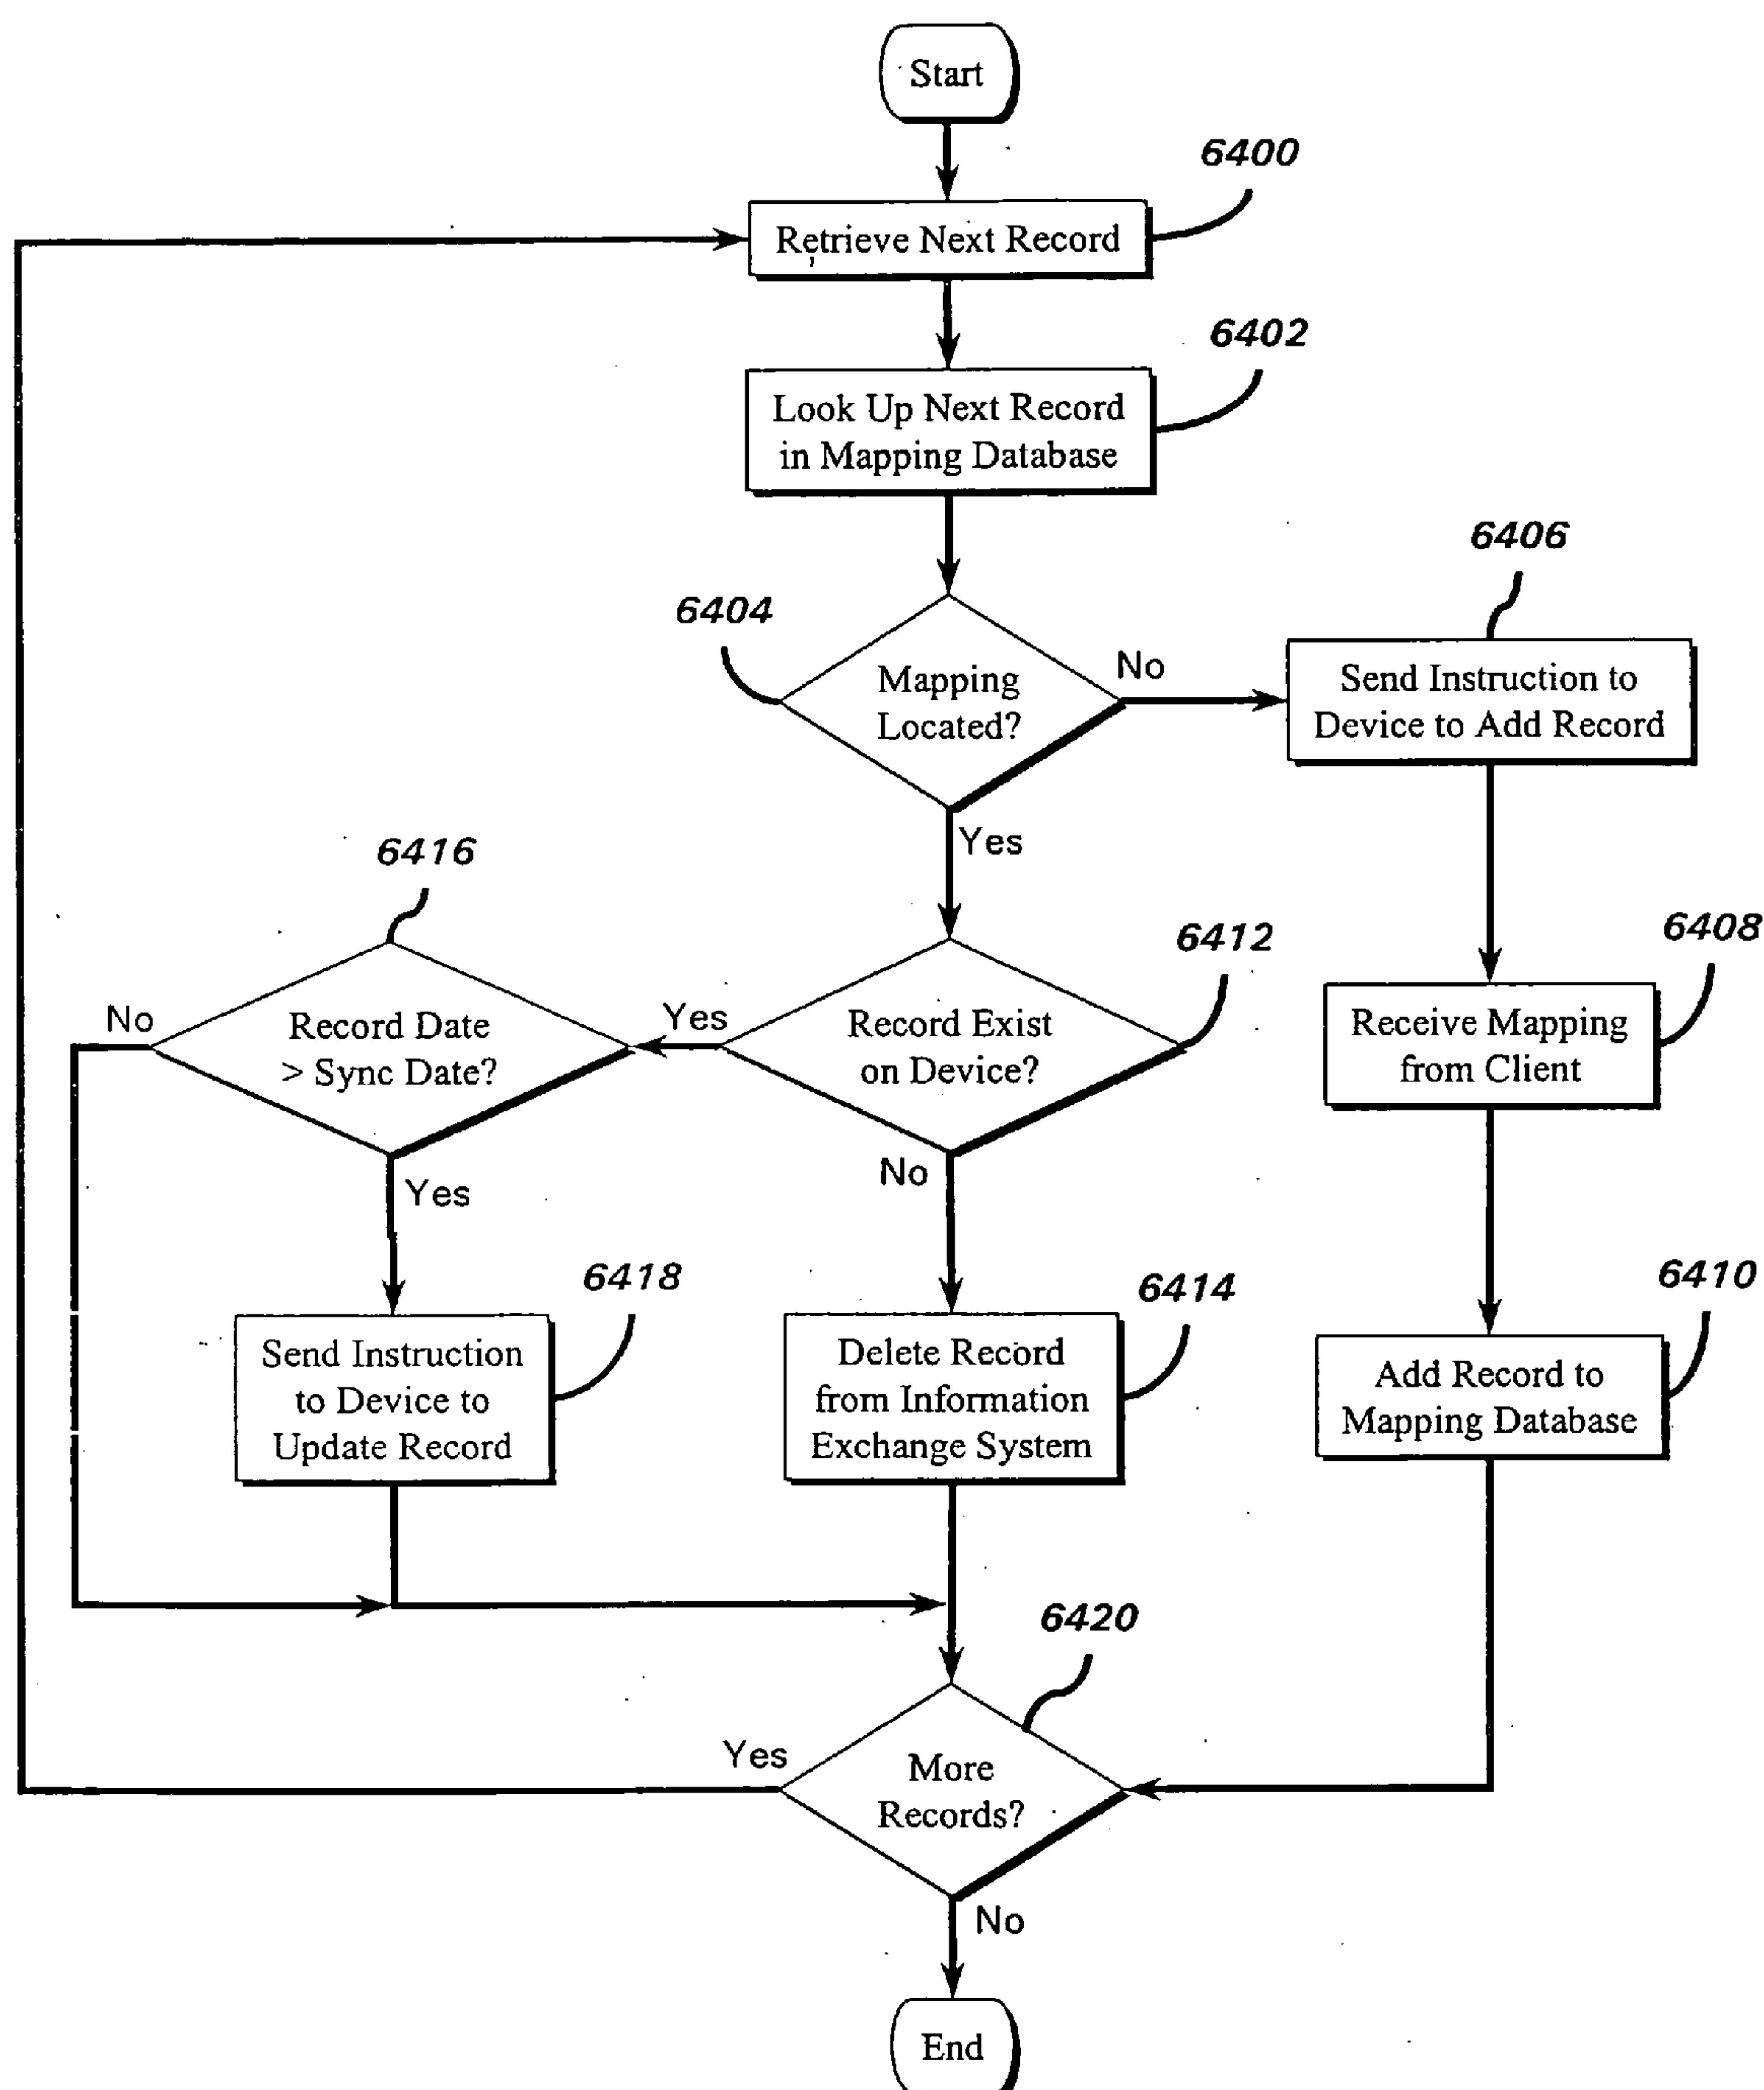 Start
6400
Retrieve Next Record
6402
Look Up Next Record
in Mapping Database
6406
6404
No
Mapping
Located?
Send Instruction to
Device to Add Record
Yes
6416
6412
6408
No
Record Date
> Sync Date?
Yes
Record Exist
on Device?
Receive Mapping
from Client
Yes
No
6418
6414
6410
Send Instruction
to Device to
Update Record
Delete Record
from Information
Exchange System
Add Record to
Mapping Database
6420
Yes
More
Records?
No
End